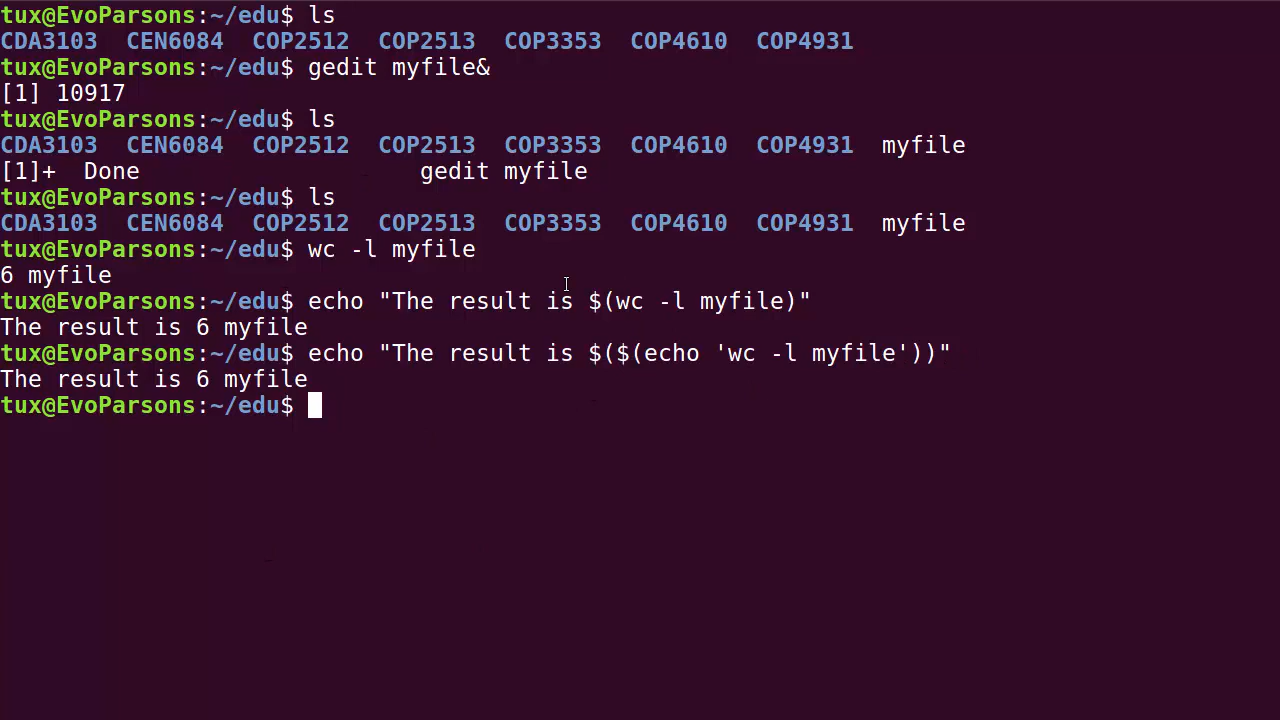 tux@EvoParsons:~/edu$ ls
CDA3103  CEN6084  COP2512  COP2513  COP3353  COP4610  COP4931
tux@EvoParsons:~/edu$ gedit myfile&
[1] 10917
tux@EvoParsons:~/edu$ ls
CDA3103  CEN6084  COP2512  COP2513  COP3353  COP4610  COP4931  myfile
[1]+  Done                    gedit myfile
tux@EvoParsons:~/edu$ ls
CDA3103  CEN6084  COP2512  COP2513  COP3353  COP4610  COP4931  myfile
tux@EvoParsons:~/edu$ wc -l myfile
6 myfile
tux@EvoParsons:~/edu$ echo "The result is $(wc -l myfile)"
The result is 6 myfile
tux@EvoParsons:~/edu$ echo "The result is $($(echo 'wc -l myfile'))"
The result is 6 myfile
tux@EvoParsons:~/edu$